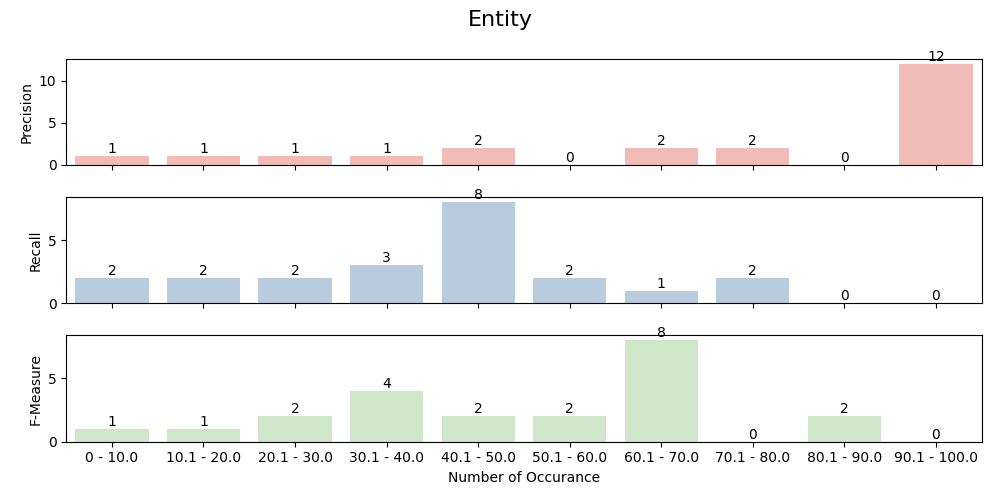 Entity
Precision
10
5
0
1 1 1 1 2 0 2 2 0 12
Recall
5
0
2 2 2 3 8 2 1 2 0 0
F-Measure
5
0
1 1 2 4 2 2 8 0 2 0
0 - 10.0 10.1 - 20.0 20.1 - 30.0 30.1 - 40.0 40.1 - 50.0 50.1 - 60.0 60.1 - 70.0 70.1 - 80.0 80.1 - 90.0 90.1 - 100.0
Number of Occurance